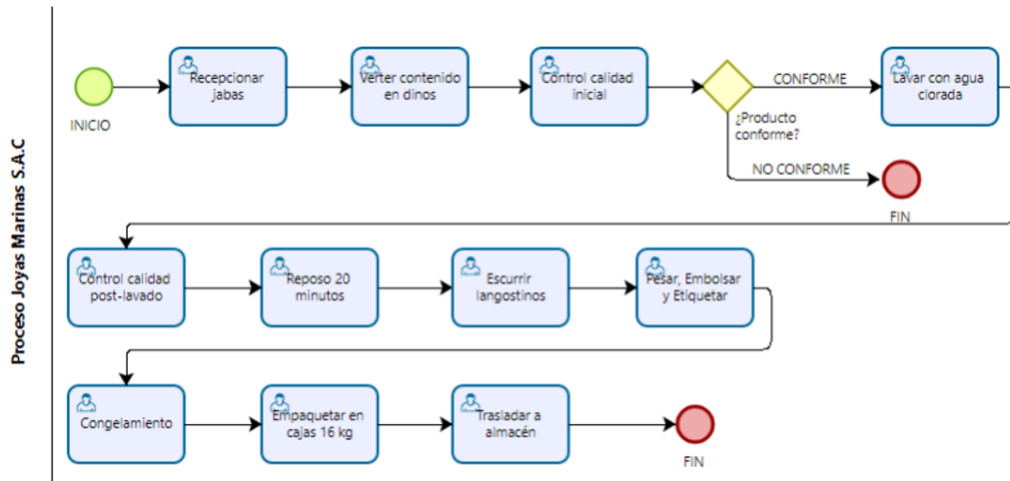 Proceso Joyas Marinas S.A.C
INICIO
Recepcionar
jabas
Verter contenido
en dinos
Control calidad
inicial
¿Producto
conforme?
CONFORME
NO CONFORME
Lavar con agua
clorada
FIN
Control calidad
post-lavado
Reposo 20
minutos
Escurrir
langostinos
Pesar, Embolsar
y Etiquetar
Congelamiento
Empaquetar en
cajas 16 kg
Trasladar a
almacén
FIN